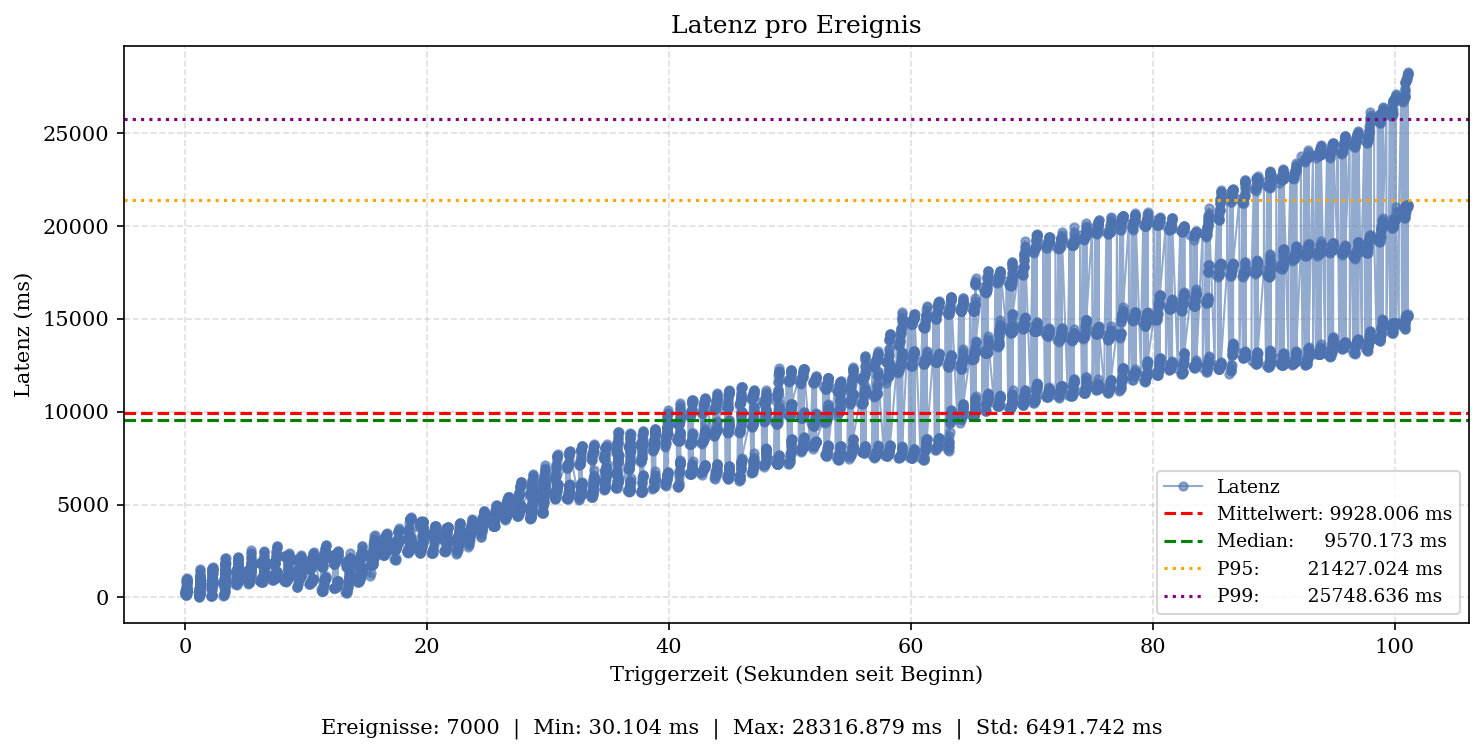 Latenz pro Ereignis
Latenz (ms)
25000
20000
15000
10000
5000
0
0 20 40 60 80 100
Triggerzeit (Sekunden seit Beginn)
Latenz
Mittelwert: 9928.006 ms
Median: 9570.173 ms
P95: 21427.024 ms
P99: 25748.636 ms
Ereignisse: 7000 | Min: 30.104 ms | Max: 28316.879 ms | Std: 6491.742 ms